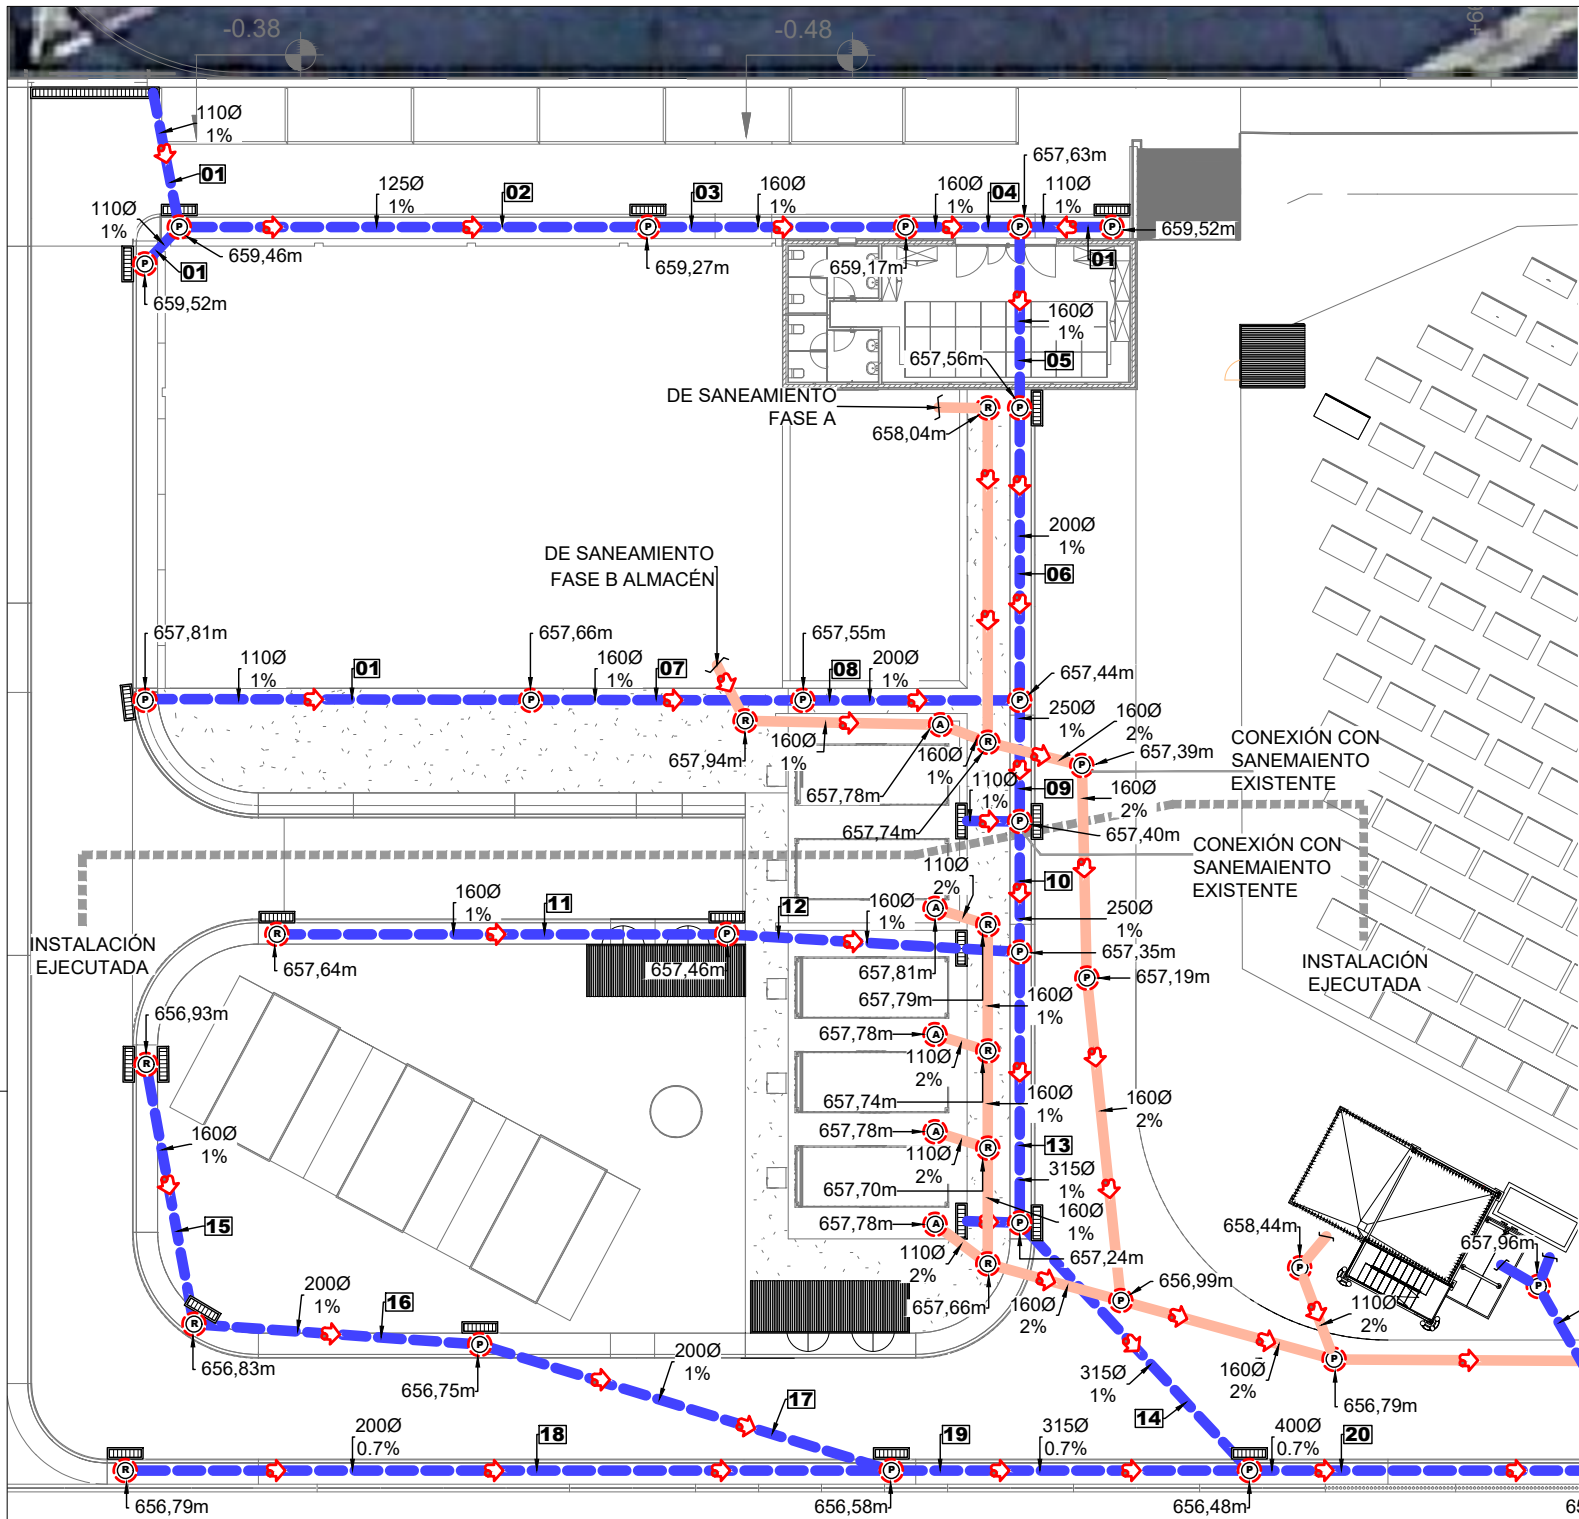 -0.38
-0.48
+66
110Ø
1%
01
657,63m
125Ø
1%
02
03
160Ø
1%
160Ø
1%
04
110Ø
1%
110Ø
1%
P
P
P
P
P
659,52m
659,46m
01
P
659,27m
659,17m
01
659,52m
160Ø
1%
657,56m
05
DE SANEAMIENTO
FASE A
R
P
658,04m
200Ø
1%
DE SANEAMIENTO
FASE B ALMACÉN
06
657,81m
657,66m
657,55m
110Ø
1%
01
160Ø
1%
07
08
200Ø
1%
657,44m
P
P
P
P
250Ø
1%
160Ø
2%
R
A
R
160Ø
1%
657,94m
160Ø
1%
657,78m
P
657,39m
CONEXIÓN CON
SANEMAIENTO
EXISTENTE
110Ø
1%
09
160Ø
2%
657,74m
P
657,40m
CONEXIÓN CON
SANEMAIENTO
EXISTENTE
110Ø
2%
10
160Ø
1%
11
12
160Ø
1%
A
R
250Ø
1%
INSTALACIÓN
EJECUTADA
R
657,64m
P
657,46m
657,81m
P
657,35m
INSTALACIÓN
EJECUTADA
657,79m
P
657,19m
656,93m
160Ø
1%
657,78m
A
R
R
110Ø
2%
657,74m
160Ø
1%
160Ø
2%
160Ø
1%
657,78m
A
R
110Ø
2%
13
657,70m
315Ø
1%
15
160Ø
1%
657,78m
A
P
658,44m
657,96m
110Ø
2%
657,24m
R
P
P
200Ø
1%
16
657,66m
160Ø
2%
P
656,99m
110Ø
2%
R
656,83m
P
200Ø
1%
656,75m
315Ø
1%
160Ø
2%
P
656,79m
17
14
200Ø
0.7%
18
19
315Ø
0.7%
400Ø
0.7%
20
R
P
P
656,79m
656,58m
656,48m
65